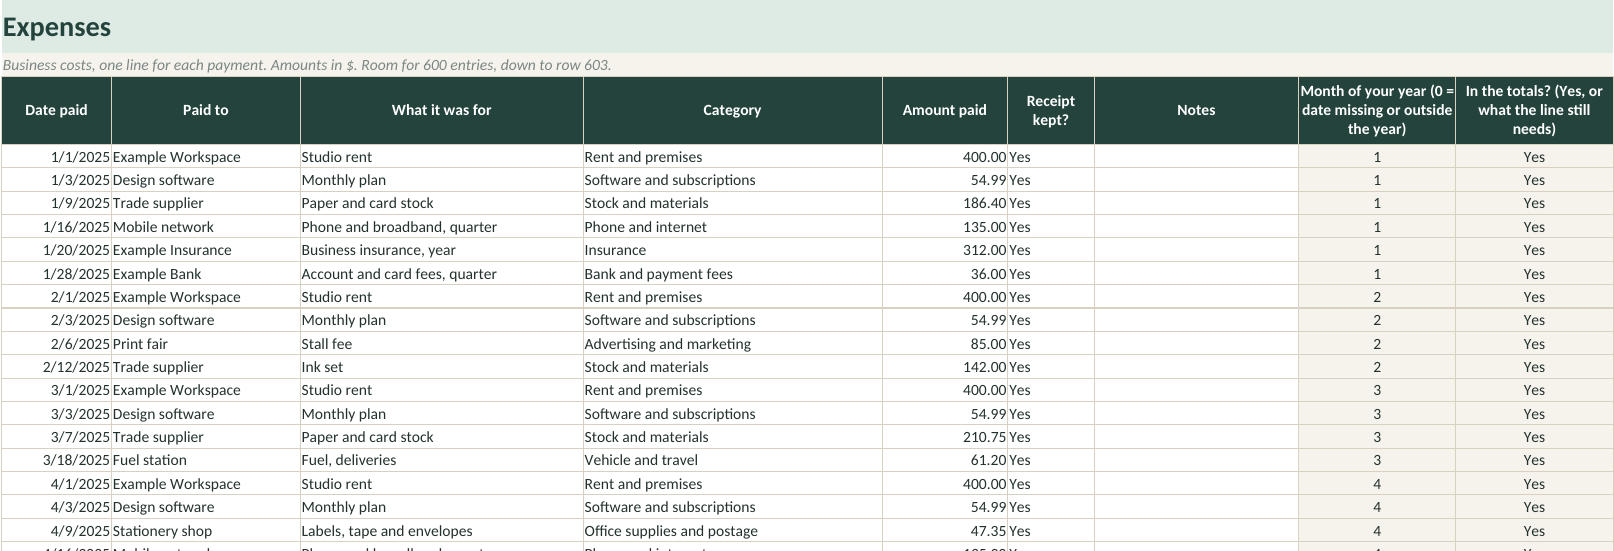 Expenses
Business costs, one line for each payment. Amounts in $. Room for 600 entries, down to row 603.
Date paid Paid to What it was for Category Amount paid Receipt kept? Notes Month of your year (0 = date missing or outside the year) In the totals? (Yes, or what the line still needs)
1/1/2025 Example Workspace Studio rent Rent and premises 400.00 Yes 1 Yes
1/3/2025 Design software Monthly plan Software and subscriptions 54.99 Yes 1 Yes
1/9/2025 Trade supplier Paper and card stock Stock and materials 186.40 Yes 1 Yes
1/16/2025 Mobile network Phone and broadband, quarter Phone and internet 135.00 Yes 1 Yes
1/20/2025 Example Insurance Business insurance, year Insurance 312.00 Yes 1 Yes
1/28/2025 Example Bank Account and card fees, quarter Bank and payment fees 36.00 Yes 1 Yes
2/1/2025 Example Workspace Studio rent Rent and premises 400.00 Yes 2 Yes
2/3/2025 Design software Monthly plan Software and subscriptions 54.99 Yes 2 Yes
2/6/2025 Print fair Stall fee Advertising and marketing 85.00 Yes 2 Yes
2/12/2025 Trade supplier Ink set Stock and materials 142.00 Yes 2 Yes
3/1/2025 Example Workspace Studio rent Rent and premises 400.00 Yes 3 Yes
3/3/2025 Design software Monthly plan Software and subscriptions 54.99 Yes 3 Yes
3/7/2025 Trade supplier Paper and card stock Stock and materials 210.75 Yes 3 Yes
3/18/2025 Fuel station Fuel, deliveries Vehicle and travel 61.20 Yes 3 Yes
4/1/2025 Example Workspace Studio rent Rent and premises 400.00 Yes 4 Yes
4/3/2025 Design software Monthly plan Software and subscriptions 54.99 Yes 4 Yes
4/9/2025 Stationery shop Labels, tape and envelopes Office supplies and postage 47.35 Yes 4 Yes